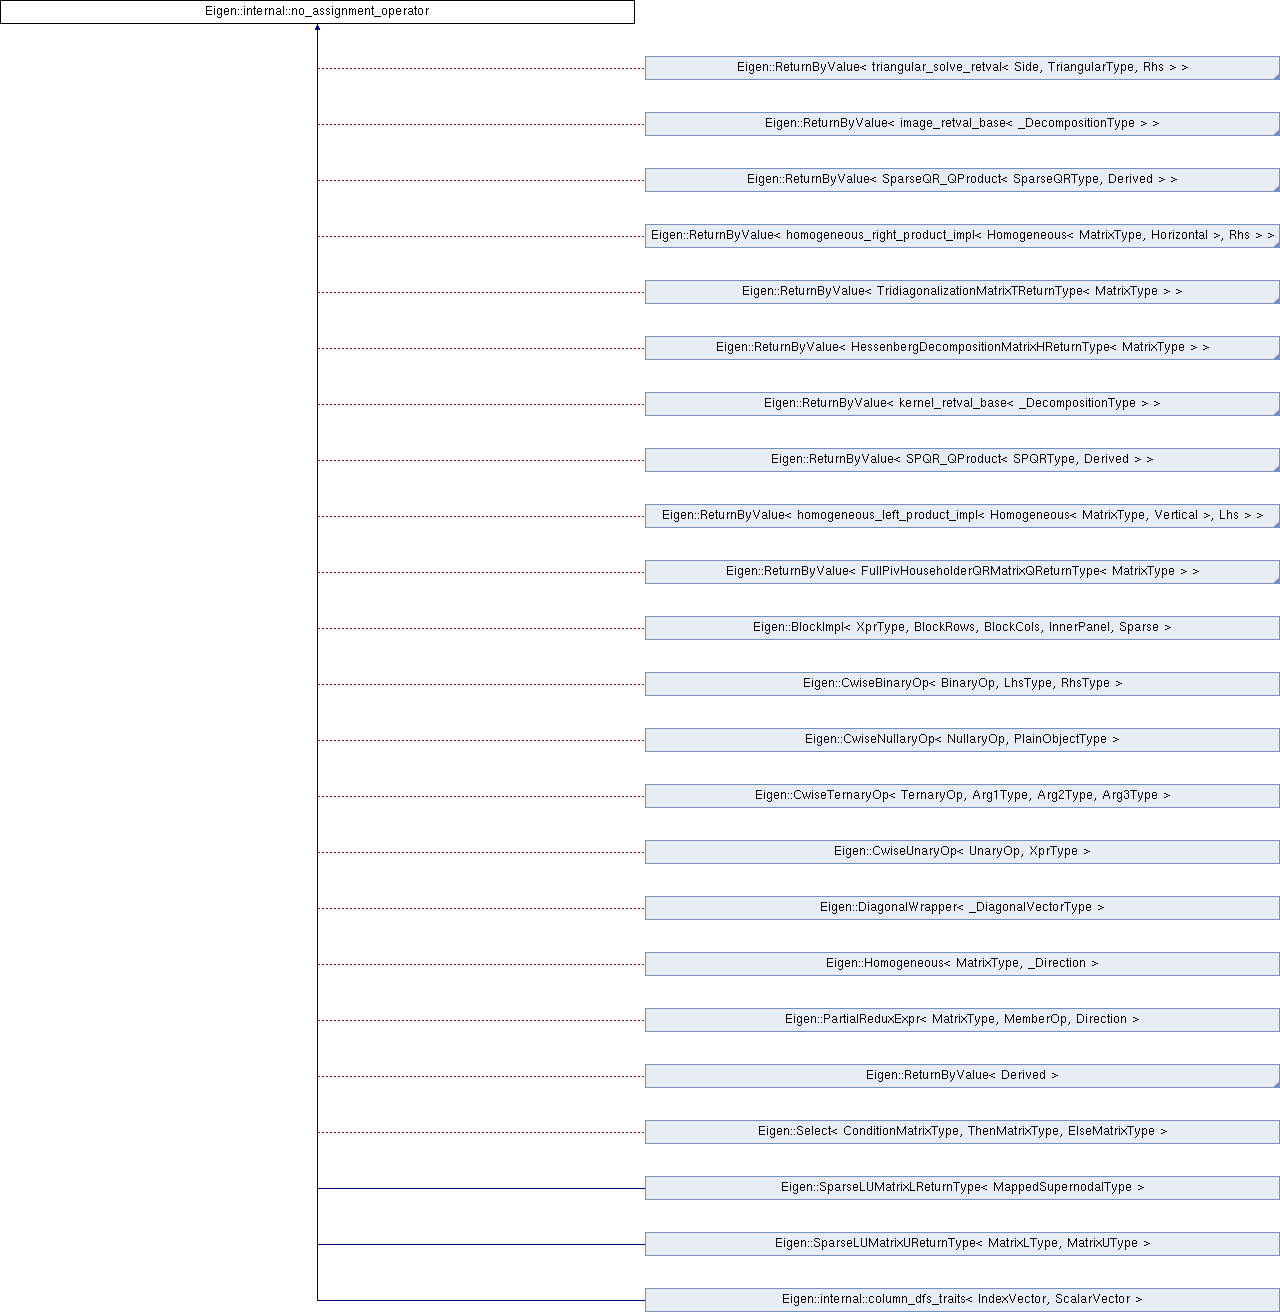 Eigen::internal::no_assignment_operator
Eigen::ReturnByValue< triangular_solve_retval< Side, TriangularType, Rhs > >
Eigen::ReturnByValue< image_retval_base< _DecompositionType > >
Eigen::ReturnByValue< SparseQR_QProduct< SparseQRType, Derived > >
Eigen::ReturnByValue< homogeneous_right_product_impl< Homogeneous< MatrixType, Horizontal >, Rhs > >
Eigen::ReturnByValue< TridiagonalizationMatrixTReturnType< MatrixType > >
Eigen::ReturnByValue< HessenbergDecompositionMatrixHReturnType< MatrixType > >
Eigen::ReturnByValue< kernel_retval_base< _DecompositionType > >
Eigen::ReturnByValue< SPQR_QProduct< SPQRType, Derived > >
Eigen::ReturnByValue< homogeneous_left_product_impl< Homogeneous< MatrixType, Vertical >, Lhs > >
Eigen::ReturnByValue< FullPivHouseholderQRMatrixQReturnType< MatrixType > >
Eigen::BlockImpl< XprType, BlockRows, BlockCols, InnerPanel, Sparse >
Eigen::CwiseBinaryOp< BinaryOp, LhsType, RhsType >
Eigen::CwiseNullaryOp< NullaryOp, PlainObjectType >
Eigen::CwiseTernaryOp< TernaryOp, Arg1Type, Arg2Type, Arg3Type >
Eigen::CwiseUnaryOp< UnaryOp, XprType >
Eigen::DiagonalWrapper< _DiagonalVectorType >
Eigen::Homogeneous< MatrixType, _Direction >
Eigen::PartialReduxExpr< MatrixType, MemberOp, Direction >
Eigen::ReturnByValue< Derived >
Eigen::Select< ConditionMatrixType, ThenMatrixType, ElseMatrixType >
Eigen::SparseLUMatrixLReturnType< MappedSupernodalType >
Eigen::SparseLUMatrixUReturnType< MatrixLType, MatrixUType >
Eigen::internal::column_dfs_traits< IndexVector, ScalarVector >